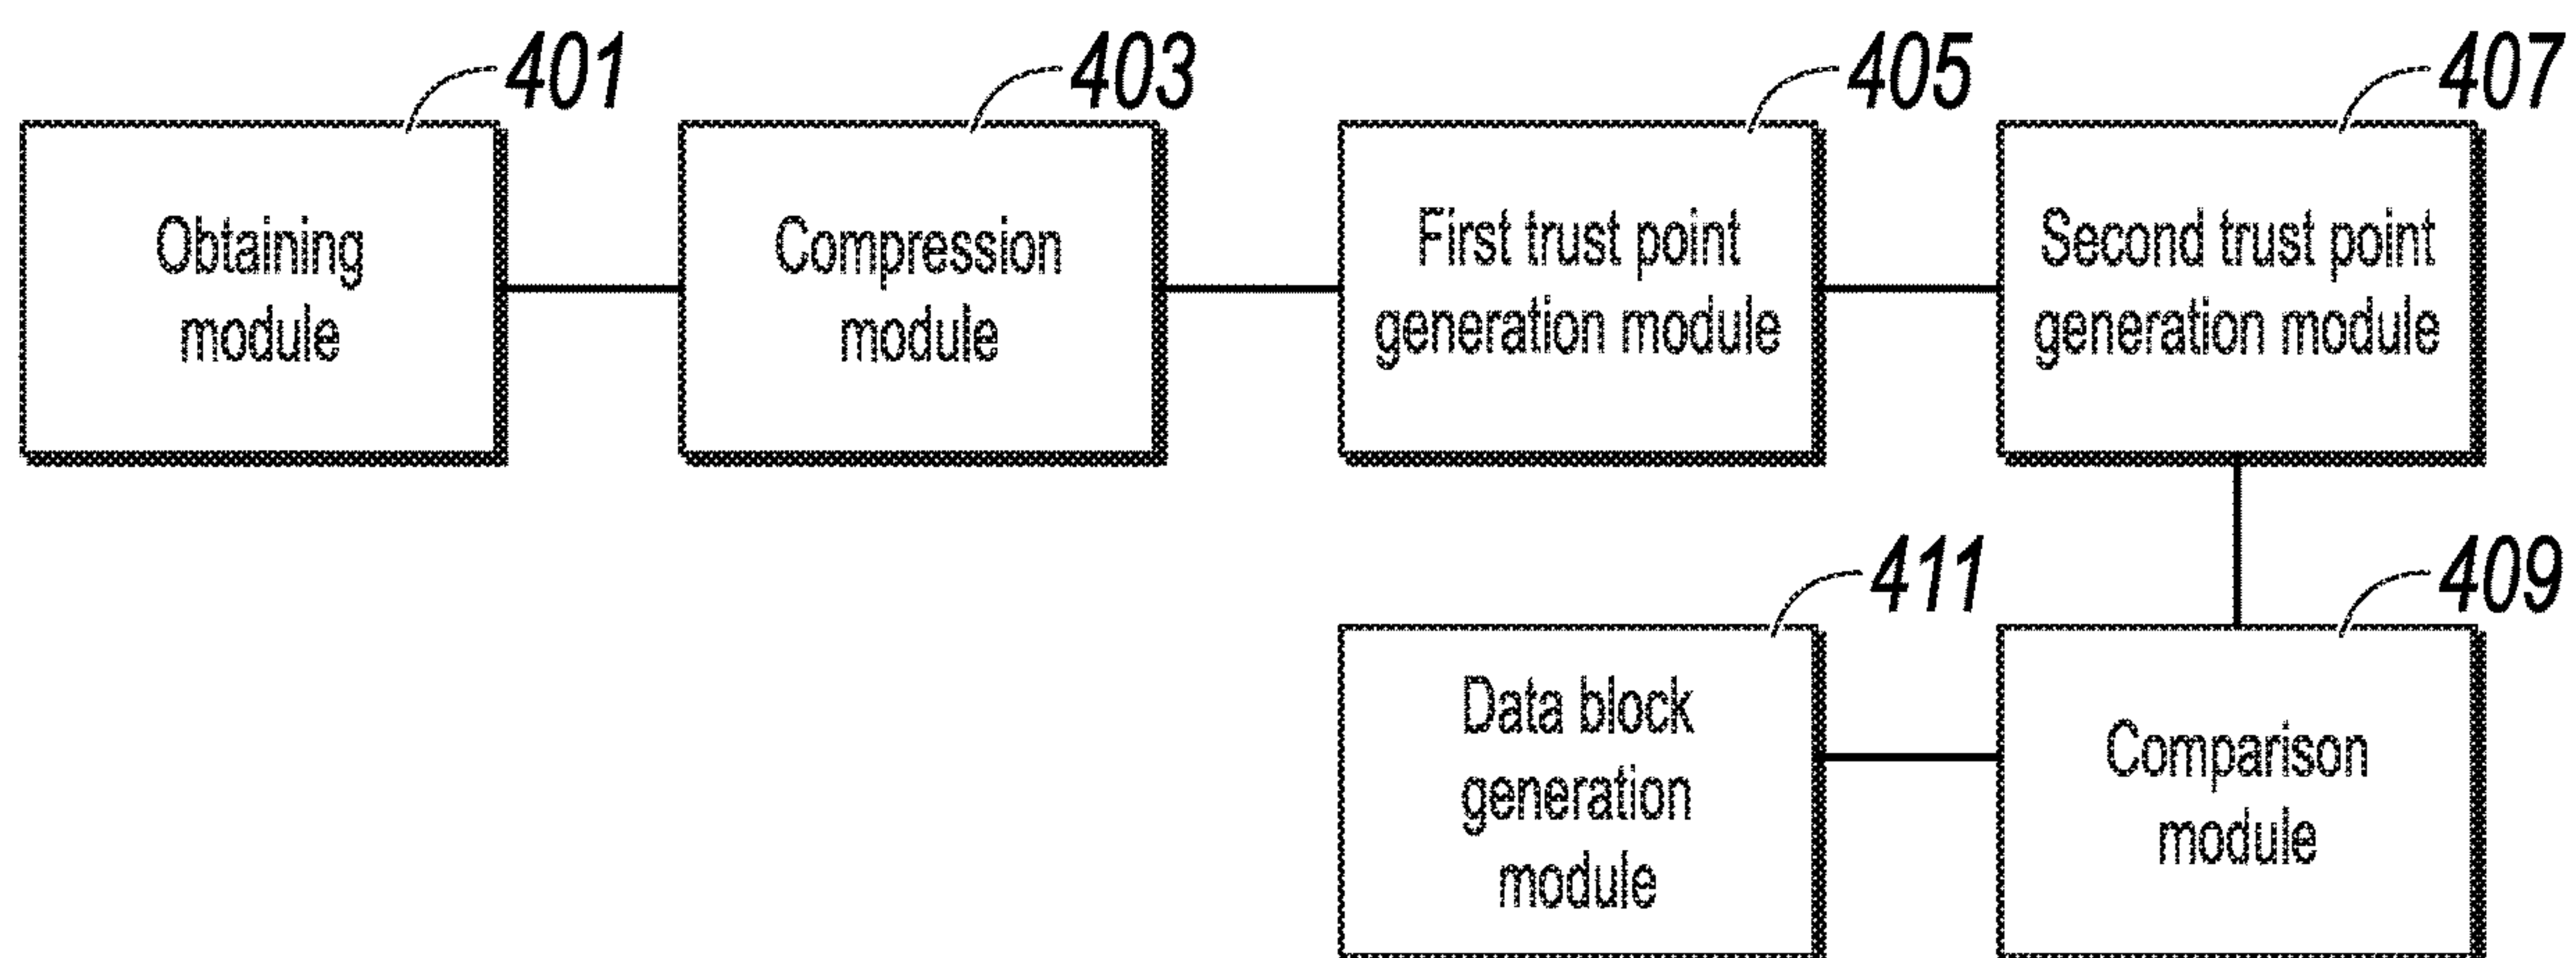 401
403
405
407
Obtaining
module
Compression
module
First trust point
generation module
Second trust point
generation module
411
409
Data block
generation
module
Comparison
module